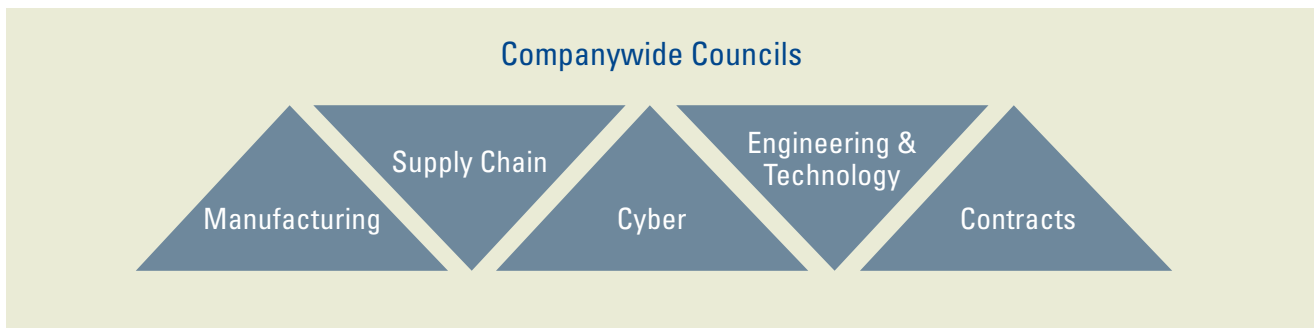 Companywide Councils
Manufacturing
Supply Chain
Cyber
Engineering &
Technology
Contracts